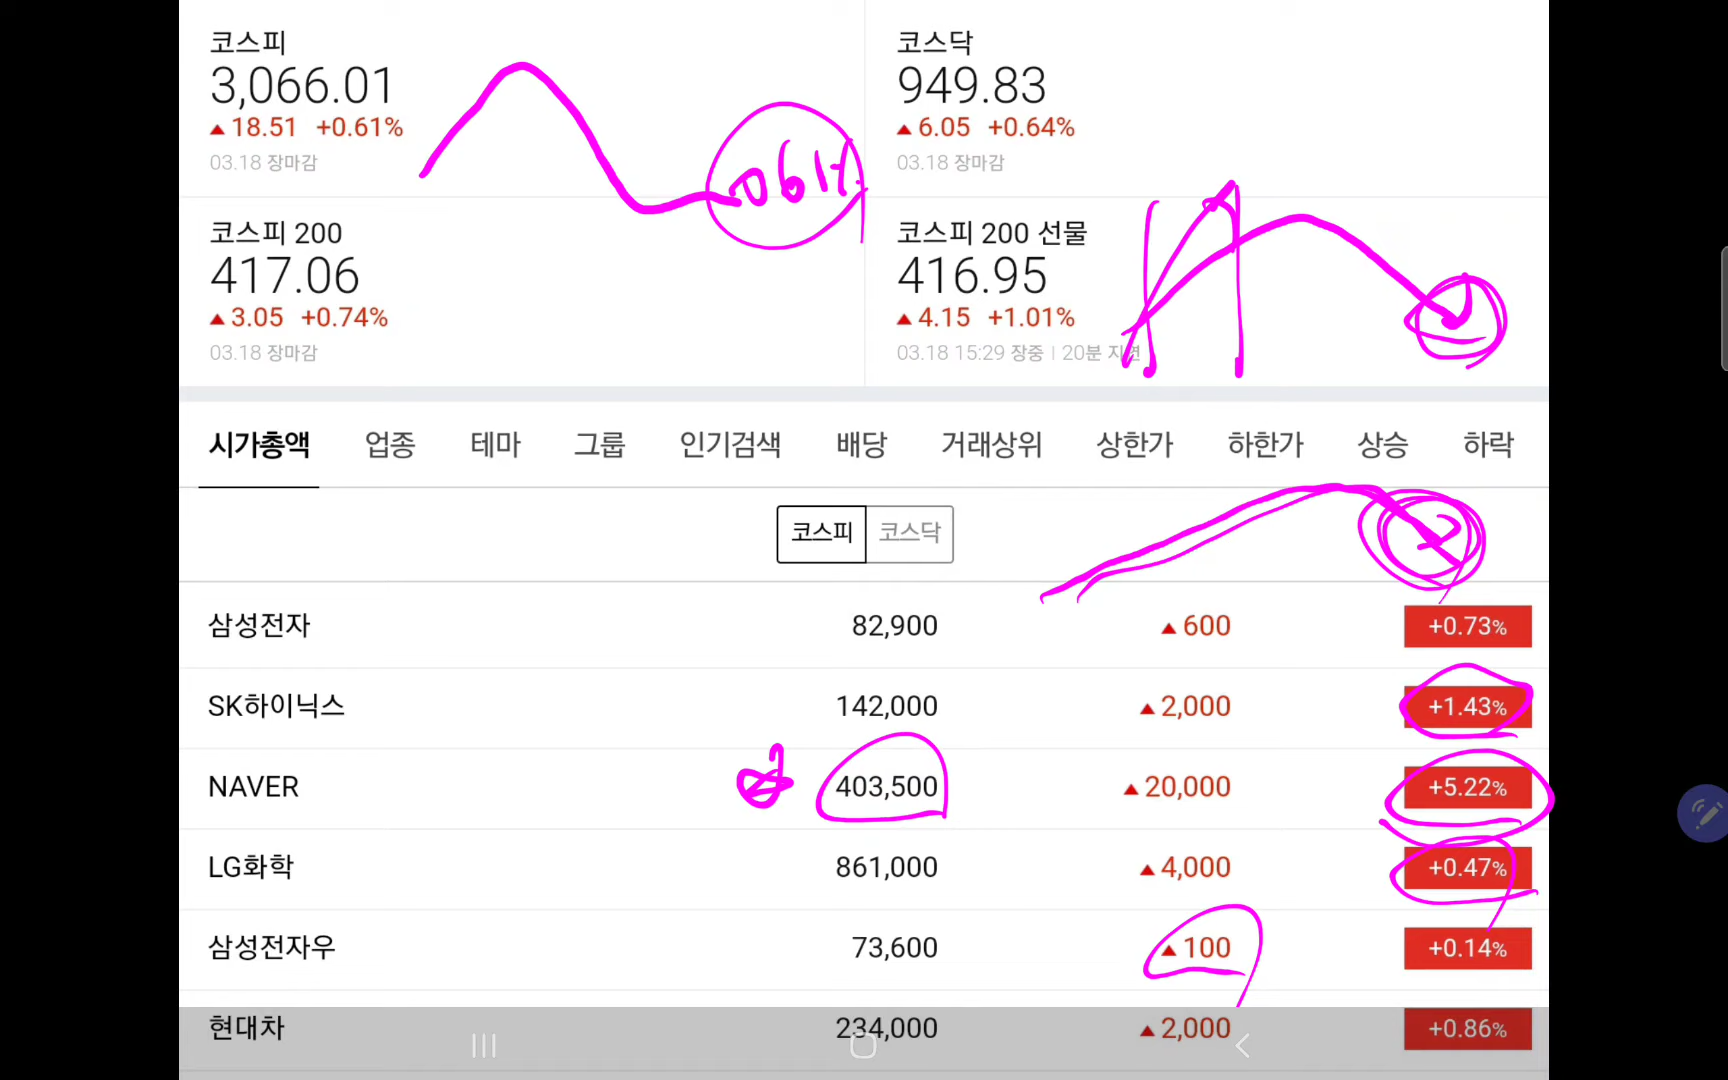 코스피
3,066.01
▲ 18.51 +0.61%
03.18 장마감
코스닥
949.83
▲ 6.05 +0.64%
03.18 장마감
코스피 200
417.06
▲ 3.05 +0.74%
03.18 장마감
코스피 200 선물
416.95
▲ 4.15 +1.01%
03.18 15:29 장중 | 20분 지연
시가총액 업종 테마 그룹 인기검색 배당 거래상위 상한가 하한가 상승 하락
코스피 코스닥
삼성전자 82,900 ▲ 600 +0.73%
SK하이닉스 142,000 ▲ 2,000 +1.43%
NAVER 403,500 ▲ 20,000 +5.22%
LG화학 861,000 ▲ 4,000 +0.47%
삼성전자우 73,600 ▲ 100 +0.14%
현대차 234,000 ▲ 2,000 +0.86%